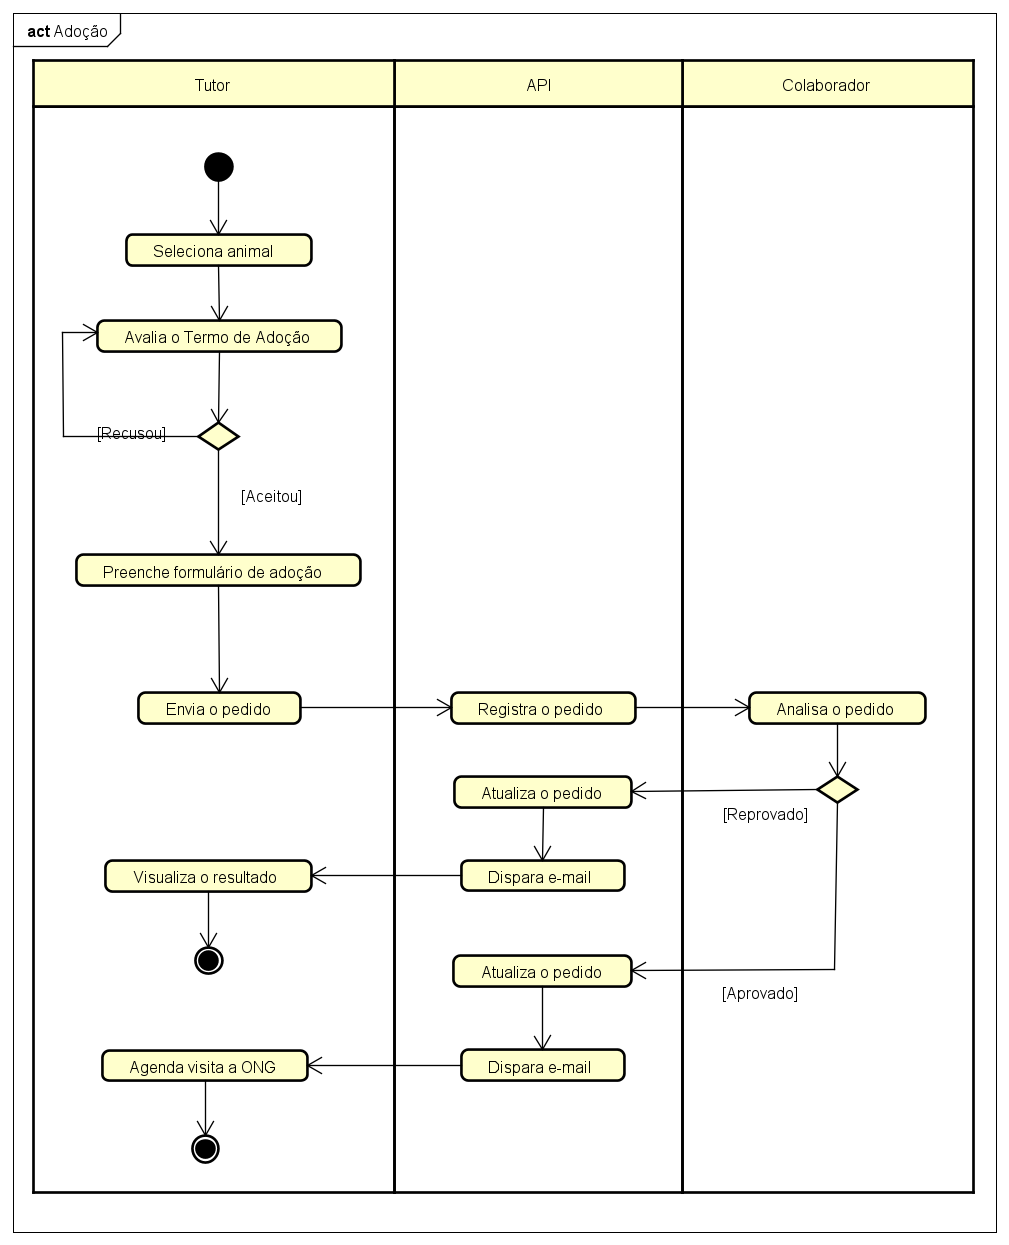 act Adoção
Tutor
API
Colaborador
Seleciona animal
Avalia o Termo de Adoção
[Recusou]
[Aceitou]
Preenche formulário de adoção
Envia o pedido
Registra o pedido
Analisa o pedido
Atualiza o pedido
[Reprovado]
Visualiza o resultado
Dispara e-mail
Atualiza o pedido
[Aprovado]
Agenda visita a ONG
Dispara e-mail